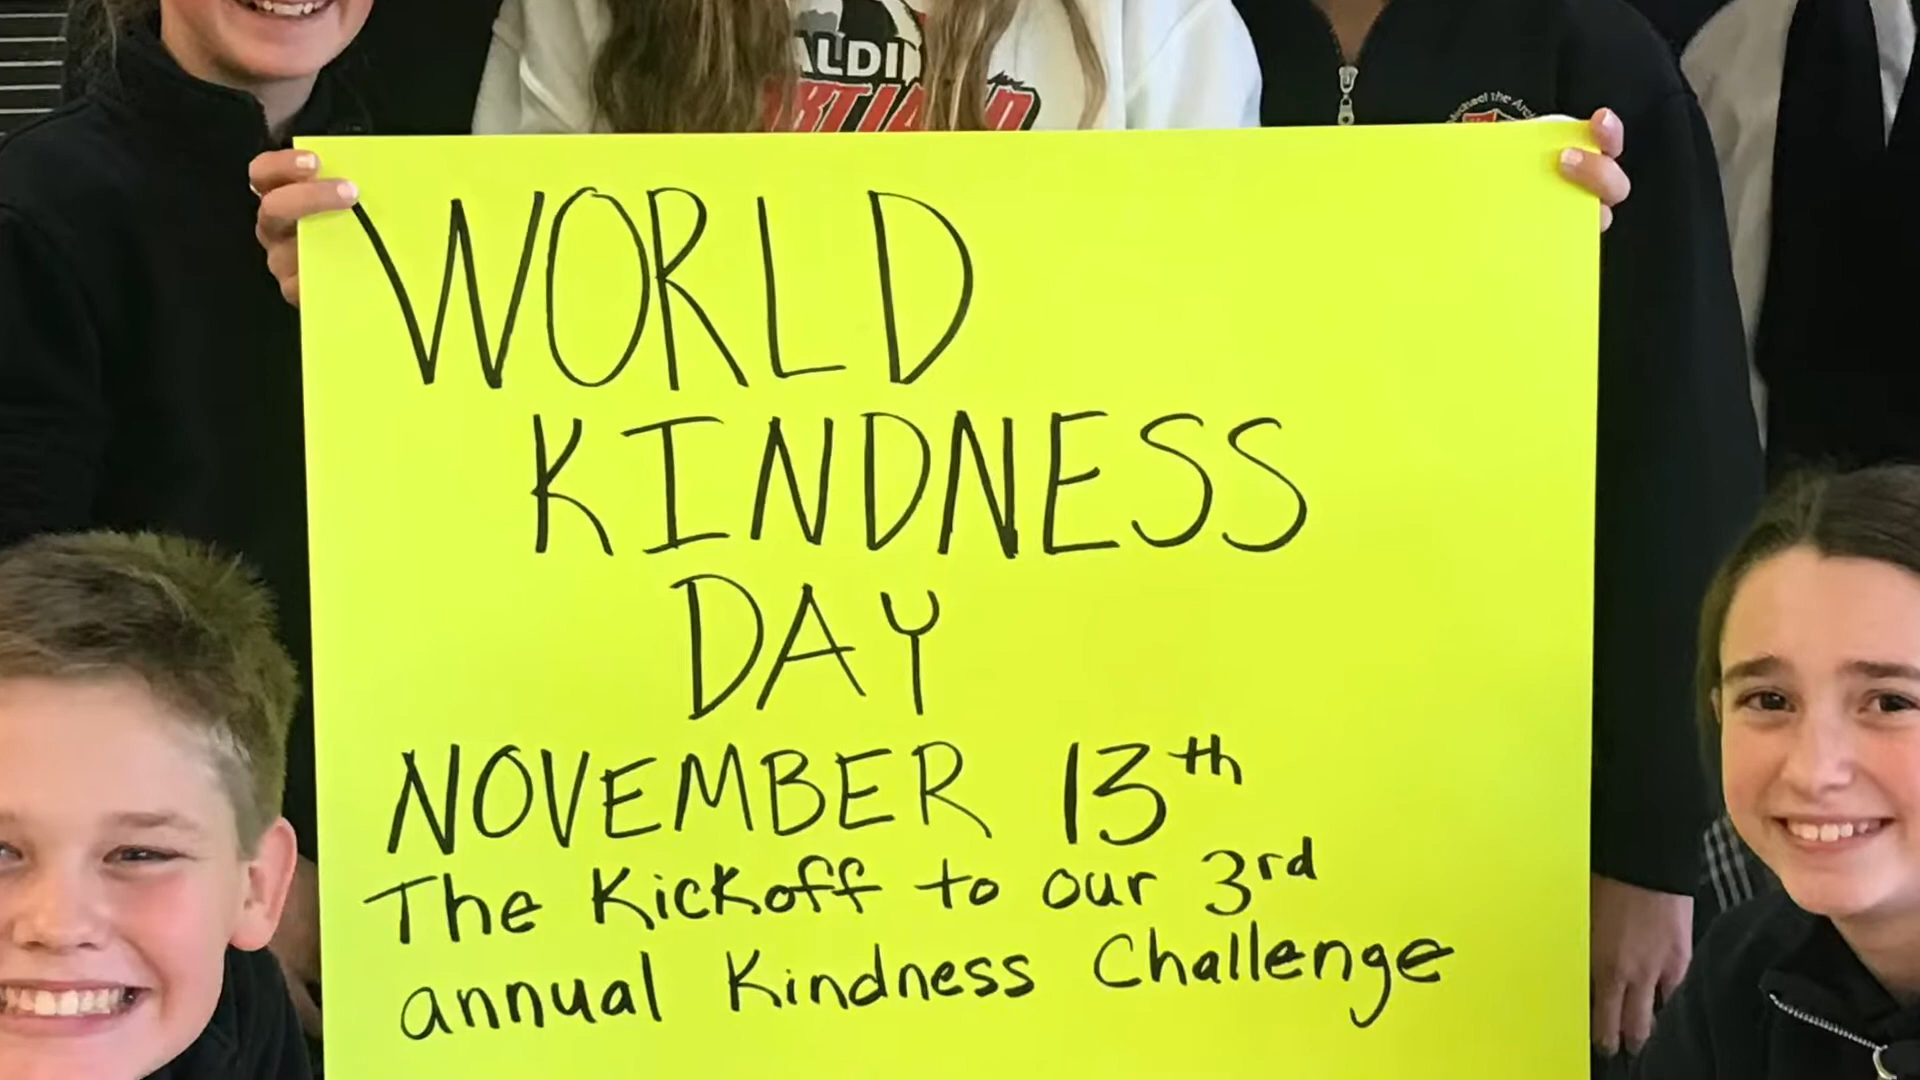 WORLD
KINDNESS
DAY
NOVEMBER 13th
The Kickoff to our 3rd
annual Kindness Challenge